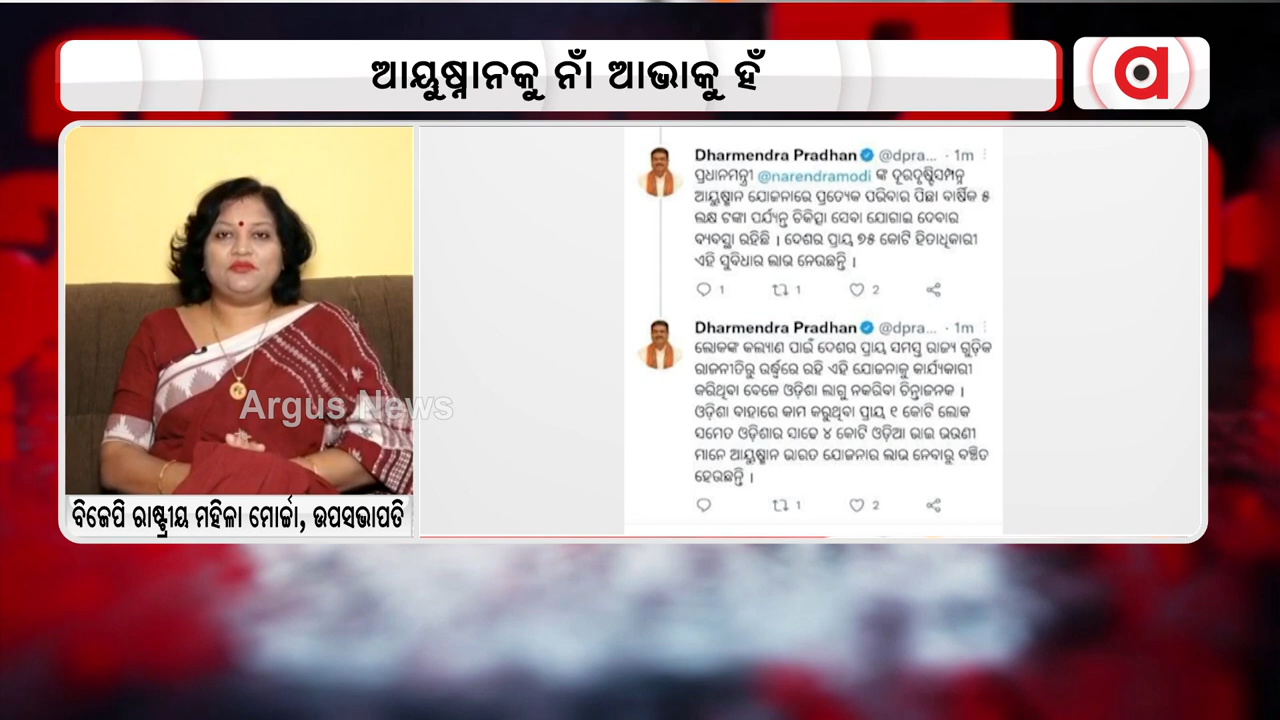 ଆୟୁଷ୍ମାନକୁ ନାଁ ଆଭାକୁ ହଁ
a
Dharmendra Pradhan @dpra... · 1m
ପ୍ରଧାନମନ୍ତ୍ରୀ @narendramodi ଙ୍କ ଦୂରଦୃଷ୍ଟିସମ୍ପନ୍ନ
ଆୟୁଷ୍ମାନ ଯୋଜନାରେ ପ୍ରତ୍ୟେକ ପରିବାର ପିଛା ବାର୍ଷିକ ୫
ଲକ୍ଷ ଟଙ୍କା ପର୍ଯ୍ୟନ୍ତ ଚିକିତ୍ସା ସେବା ଯୋଗାଇ ଦେବାର
ବ୍ୟବସ୍ଥା ରହିଛି । ଦେଶର ପ୍ରାୟ ୭୫ କୋଟି ହିତାଧିକାରୀ
ଏହି ସୁବିଧାର ଲାଭ ନେଉଛନ୍ତି ।
1 1 2
Dharmendra Pradhan @dpra... · 1m
ଲୋକଙ୍କ କଲ୍ୟାଣ ପାଇଁ ଦେଶର ପ୍ରାୟ ସମସ୍ତ ରାଜ୍ୟ ଗୁଡ଼ିକ
ରାଜନୀତିରୁ ଉର୍ଦ୍ଧ୍ୱରେ ରହି ଏହି ଯୋଜନାକୁ କାର୍ଯ୍ୟକାରୀ
କରିଥିବା ବେଳେ ଓଡ଼ିଶା ଲାଗୁ ନକରିବା ଚିନ୍ତାଜନକ ।
ଓଡ଼ିଶା ବାହାରେ କାମ କରୁଥିବା ପ୍ରାୟ ୧ କୋଟି ଲୋକ
ସମେତ ଓଡ଼ିଶାର ସାଢେ ୪ କୋଟି ଓଡ଼ିଆ ଭାଇ ଭଉଣୀ
ମାନେ ଆୟୁଷ୍ମାନ ଭାରତ ଯୋଜନାର ଲାଭ ନେବାରୁ ବଞ୍ଚିତ
ହେଉଛନ୍ତି ।
1 2
Argus News
ବିଜେପି ରାଷ୍ଟ୍ରୀୟ ମହିଳା ମୋର୍ଚ୍ଚା, ଉପସଭାପତି